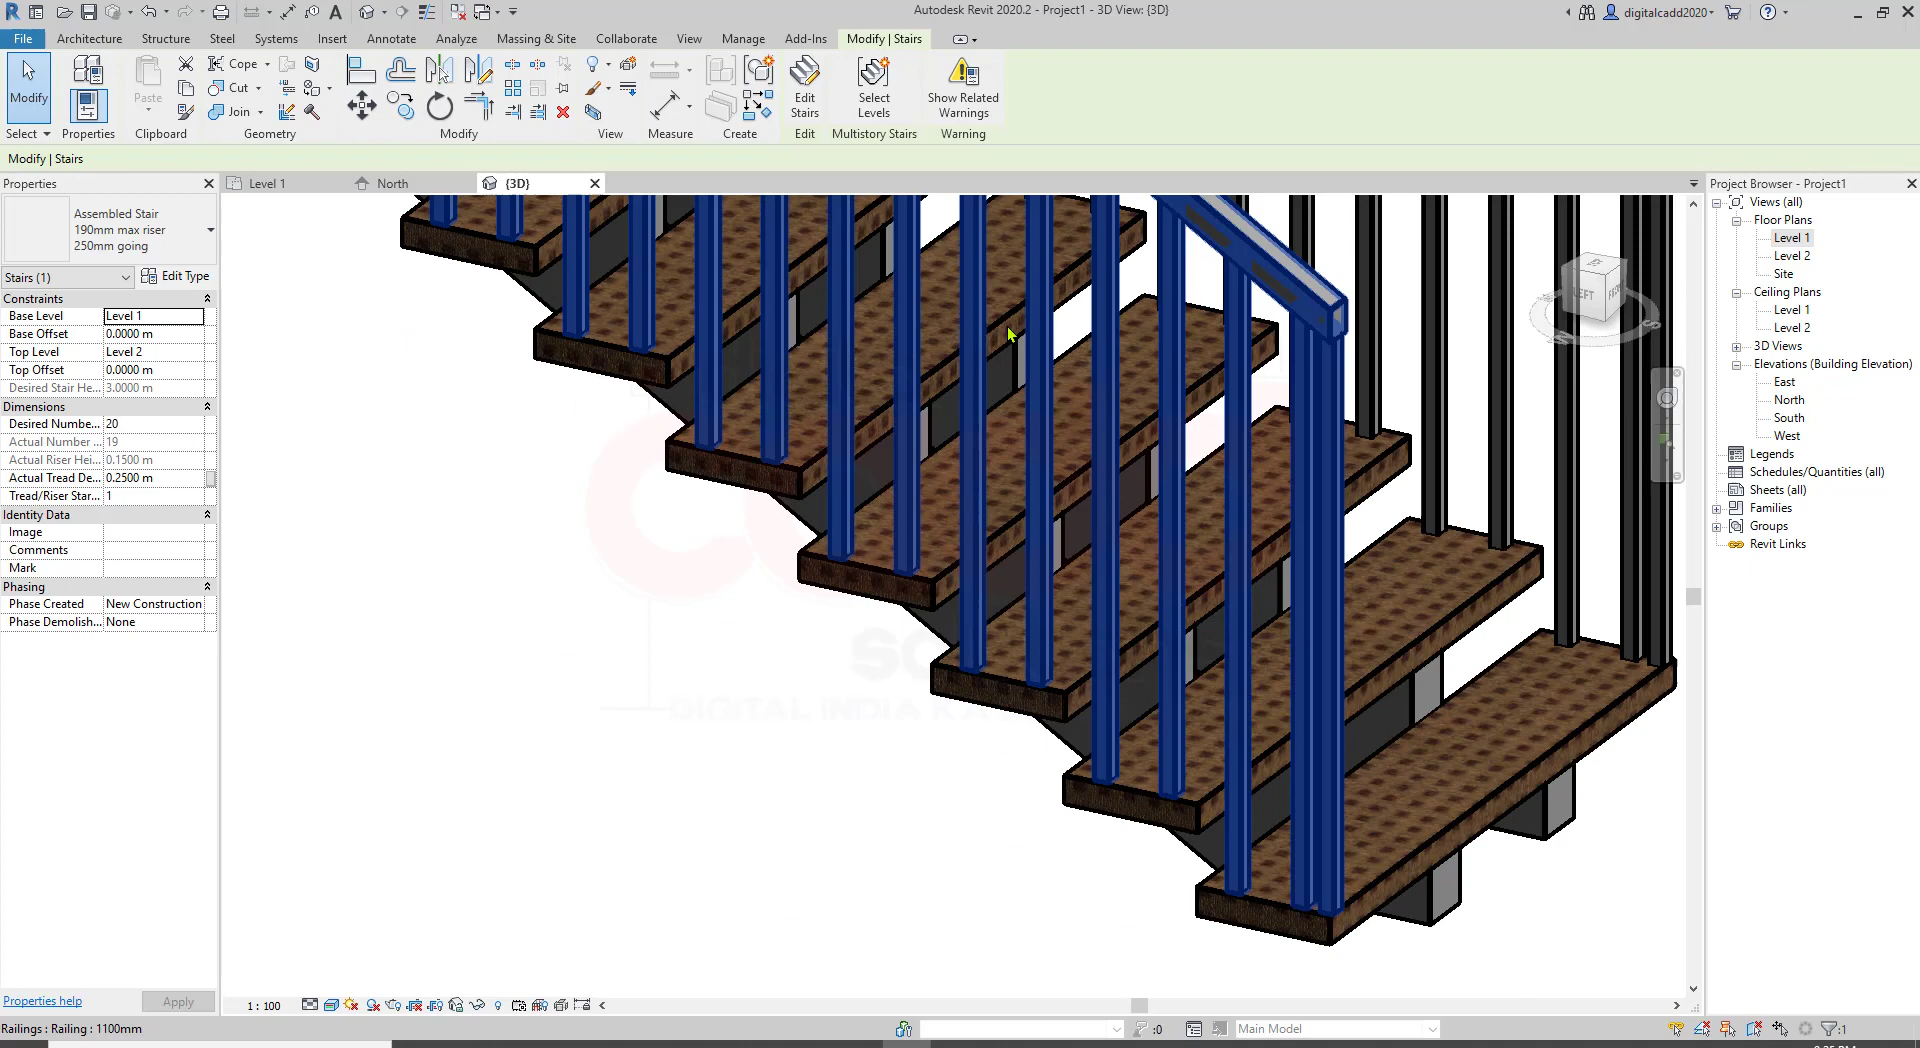 Autodesk Revit 2020.2 - Project1 - 3D View: {3D}
digitalcadd2020
File Architecture Structure Steel Systems Insert Annotate Analyze Massing & Site Collaborate View Manage Add-Ins Modify | Stairs
Modify
Paste
Cope
Cut
Join
Edit Stairs
Select Levels
Show Related Warnings
Select Properties Clipboard Geometry Modify View Measure Create Edit Multistory Stairs Warning
Modify | Stairs
Properties
Level 1
North
{3D}
Project Browser - Project1
Assembled Stair
190mm max riser
250mm going
Stairs (1)
Edit Type
Constraints
Base Level Level 1
Base Offset 0.0000 m
Top Level Level 2
Top Offset 0.0000 m
Desired Stair He... 3.0000 m
Dimensions
Desired Numbe... 20
Actual Number ... 19
Actual Riser Hei... 0.1500 m
Actual Tread De... 0.2500 m
Tread/Riser Star... 1
Identity Data
Image
Comments
Mark
Phasing
Phase Created New Construction
Phase Demolish... None
Properties help
Apply
LEFT
S
Views (all)
Floor Plans
Level 1
Level 2
Site
Ceiling Plans
Level 1
Level 2
3D Views
Elevations (Building Elevation)
East
North
South
West
Legends
Schedules/Quantities (all)
Sheets (all)
Families
Groups
Revit Links
DIGITAL INDIA
1 : 100
Railings : Railing : 1100mm
:0
Main Model
:1